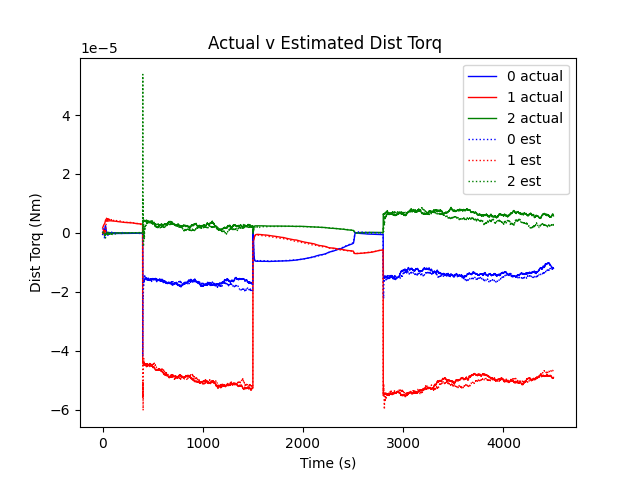 Actual v Estimated Dist Torq
1e−5
4
2
0
−2
−4
−6
Dist Torq (Nm)
0 actual
1 actual
2 actual
0 est
1 est
2 est
0 1000 2000 3000 4000
Time (s)